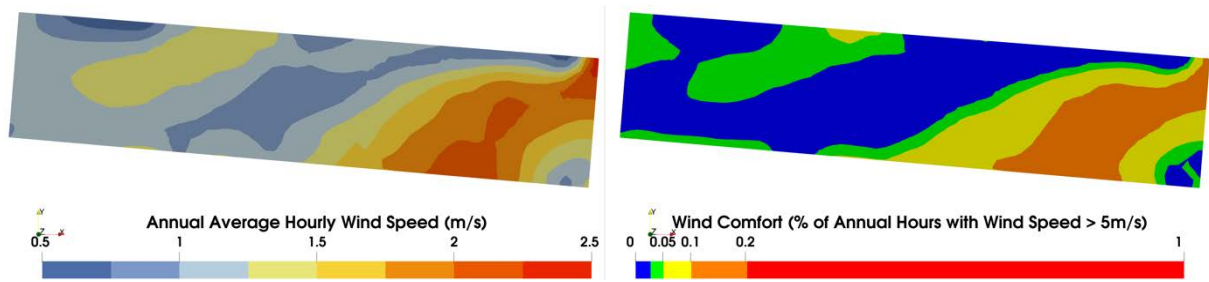 Annual Average Hourly Wind Speed (m/s)
Y
Z X
0.5 1 1.5 2 2.5
Wind Comfort (% of Annual Hours with Wind Speed > 5m/s)
Y
Z X
0 0.05 0.1 0.2 1